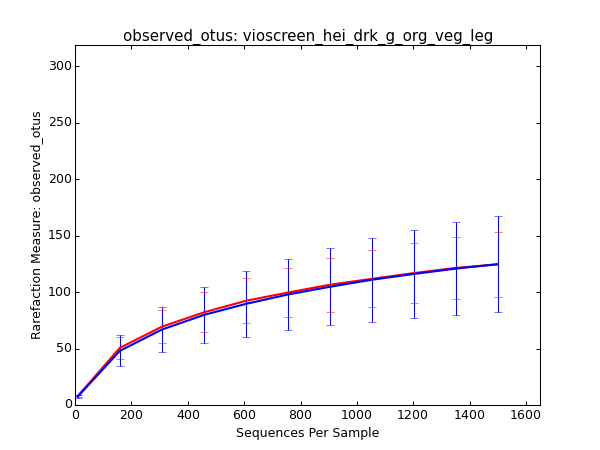 observed_otus: vioscreen_hei_drk_g_org_veg_leg
300
250
200
150
100
50
0
Rarefaction Measure: observed_otus
0 200 400 600 800 1000 1200 1400 1600
Sequences Per Sample